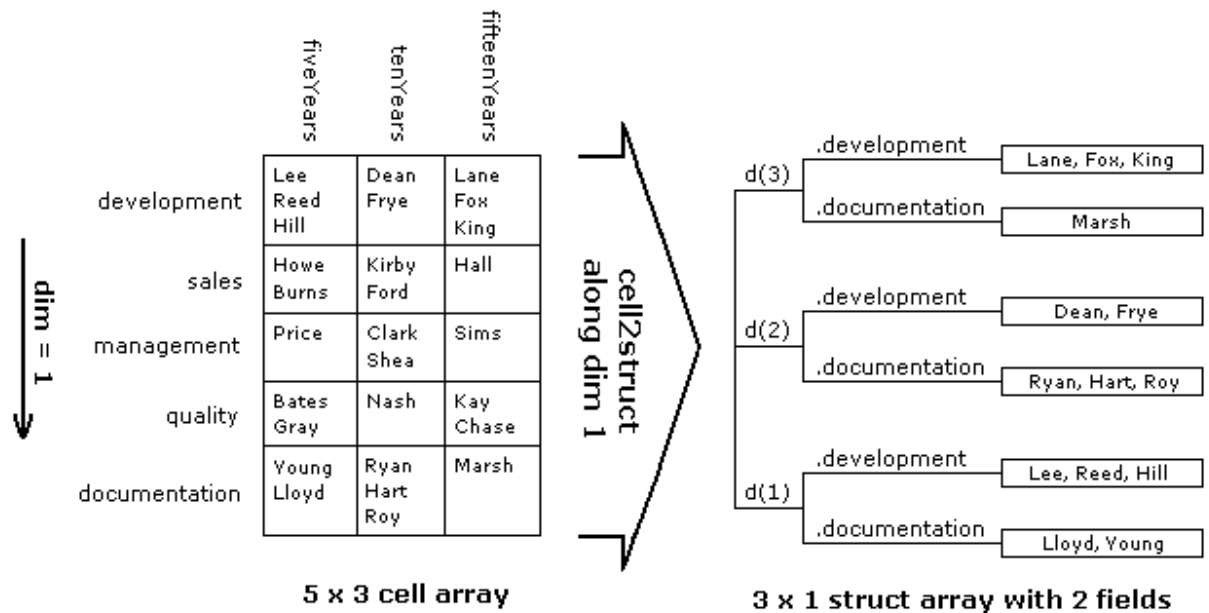 fiveYears
tenYears
fifteenYears
development
Lee
Reed
Hill
Dean
Frye
Lane
Fox
King
sales
Howe
Burns
Kirby
Ford
Hall
management
Price
Clark
Shea
Sims
quality
Bates
Gray
Nash
Kay
Chase
documentation
Young
Lloyd
Ryan
Hart
Roy
Marsh
dim = 1
5 x 3 cell array
cell2struct
along dim 1
d(3)
.development
Lane, Fox, King
.documentation
Marsh
d(2)
.development
Dean, Frye
.documentation
Ryan, Hart, Roy
d(1)
.development
Lee, Reed, Hill
.documentation
Lloyd, Young
3 x 1 struct array with 2 fields